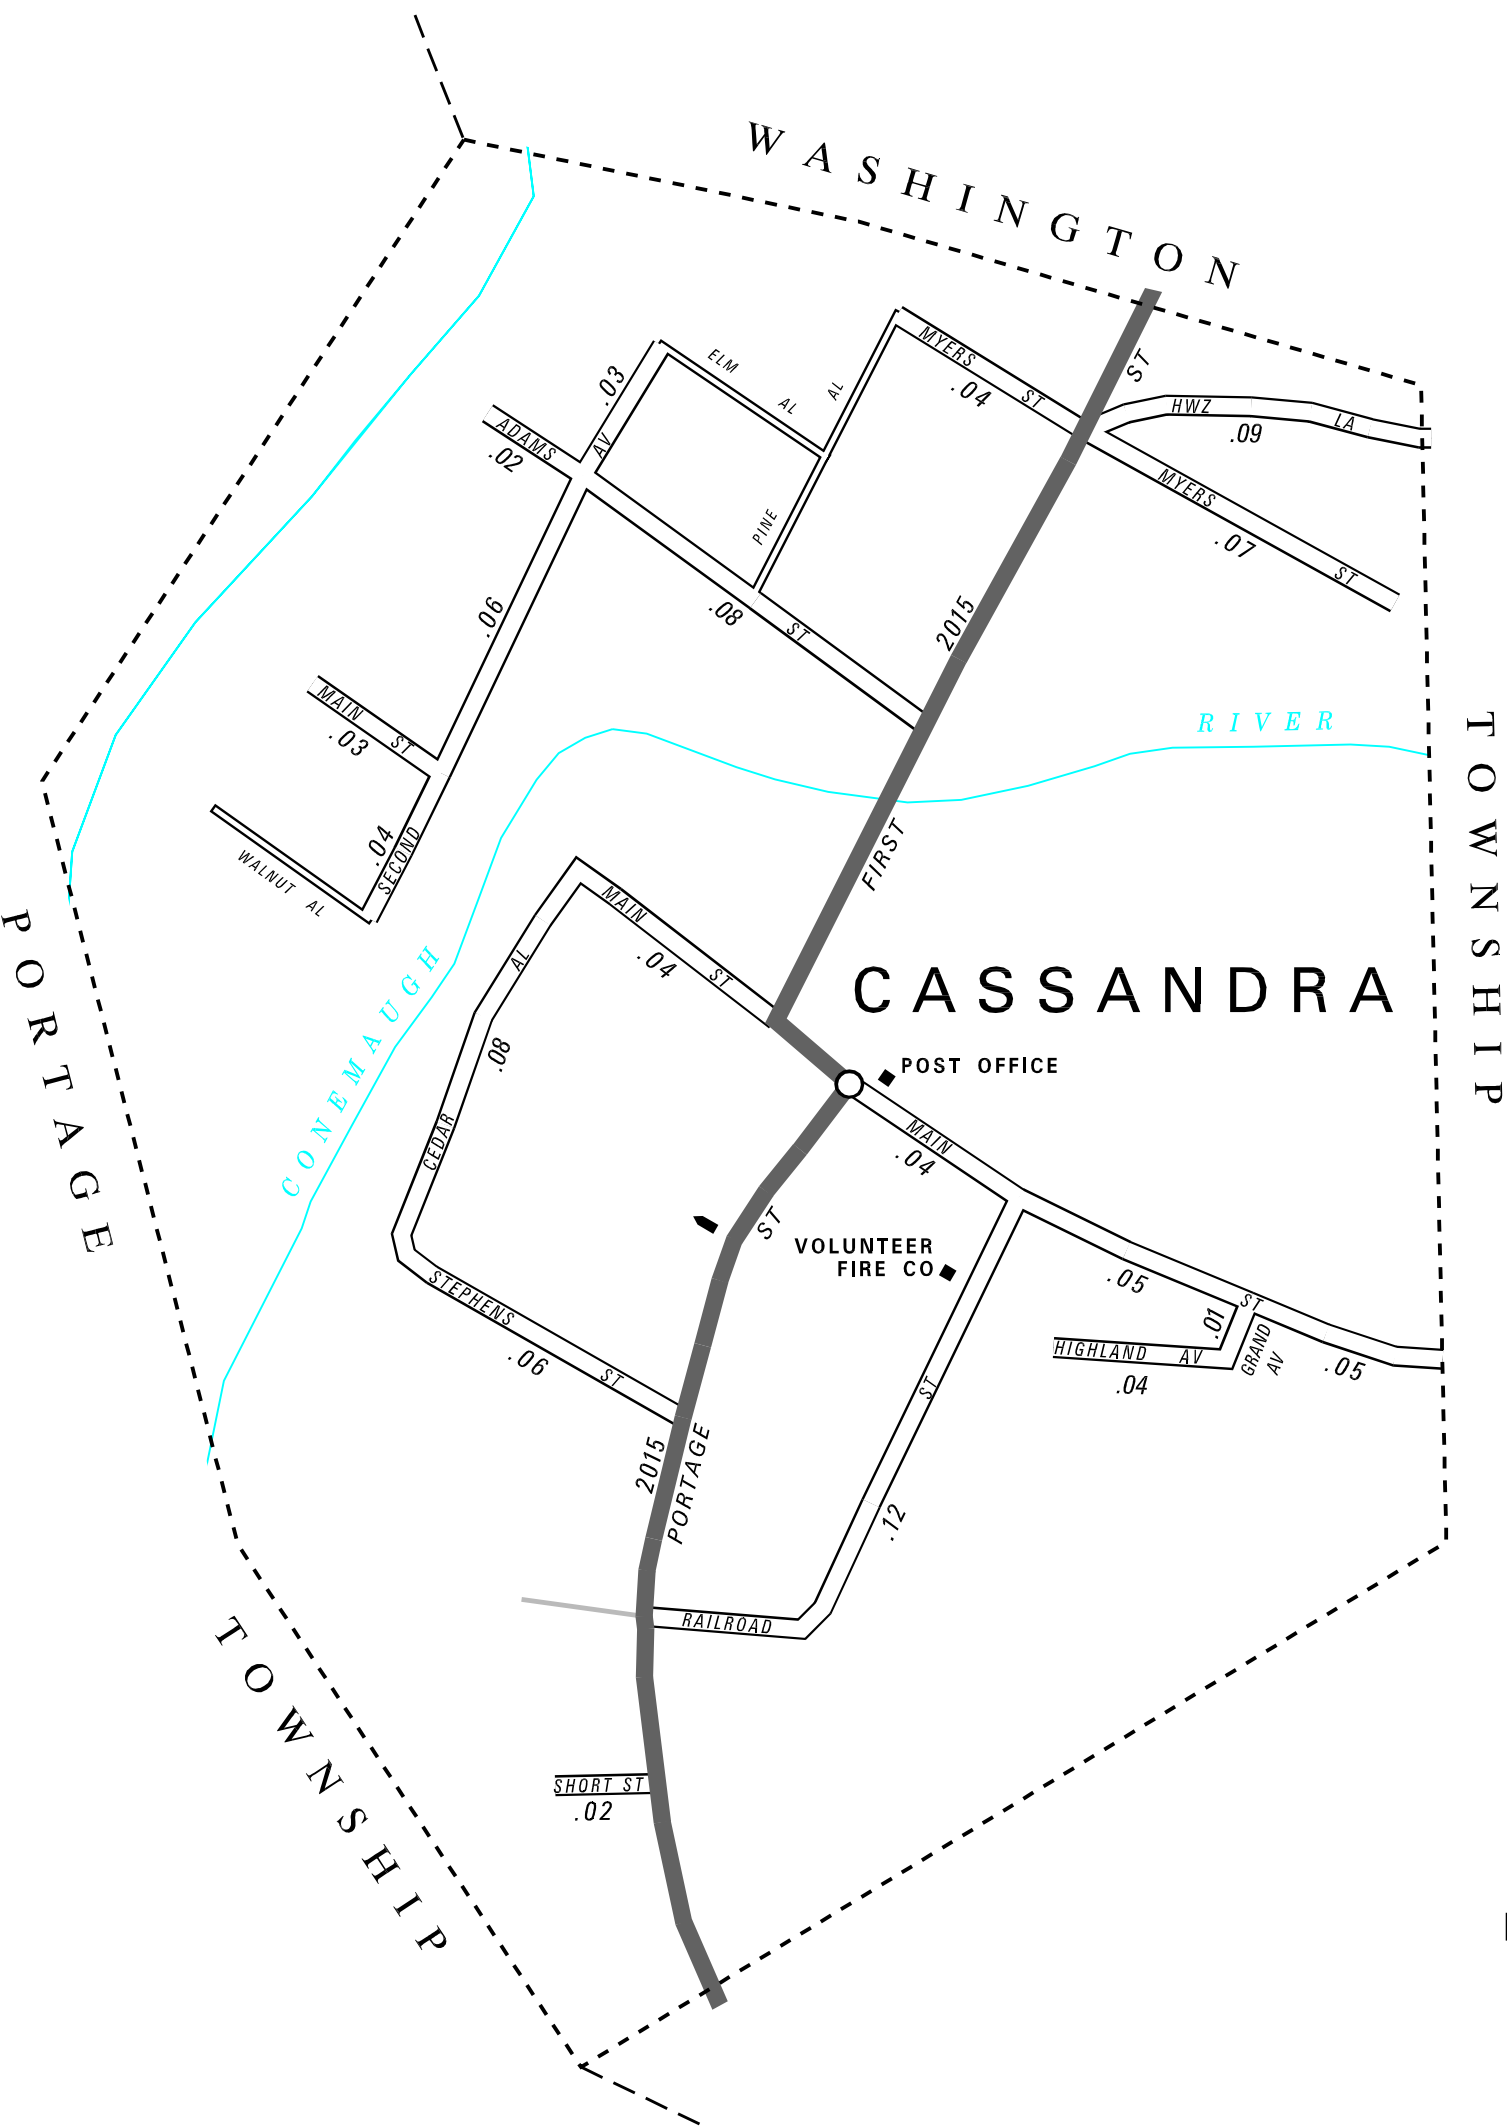 WASHINGTON
TOWNSHIP
PORTAGE
TOWNSHIP
MYERS ST
.04
ST
HWZ LA
.09
MYERS ST
.07
ELM AL
PINE AL
.03
AV
ADAMS
.02
.08
ST
2015
FIRST
.06
MAIN ST
.03
.04
SECOND
WALNUT AL
RIVER
CONEMAUGH
MAIN ST
.04
AL
.08
CEDAR
CASSANDRA
POST OFFICE
MAIN
.04
ST
VOLUNTEER
FIRE CO
STEPHENS ST
.06
.05
ST
.01
GRAND
AV
HIGHLAND AV
.04
.05
ST
2015
PORTAGE
.12
RAILROAD
SHORT ST
.02